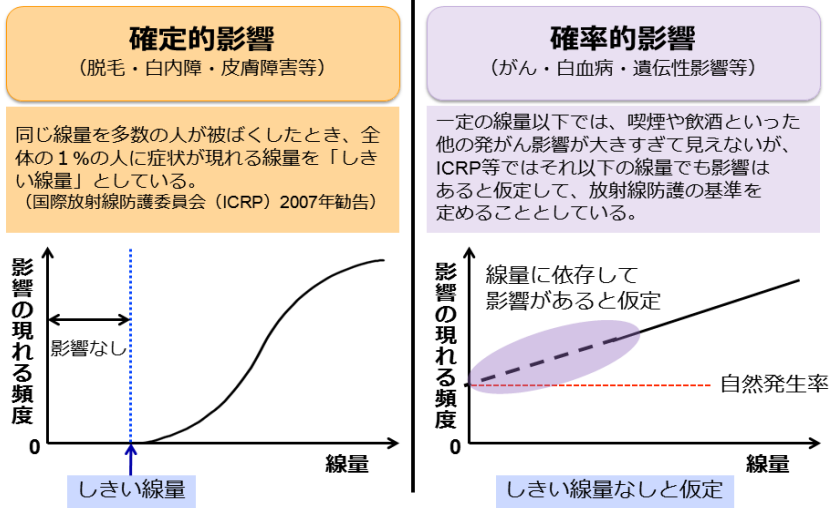 確定的影響
（脱毛・白内障・皮膚障害等）
同じ線量を多数の人が被ばくしたとき、全
体の１%の人に症状が現れる線量を「しき
い線量」としている。
（国際放射線防護委員会（ICRP）2007年勧告）
影響の現れる頻度
影響なし
0
線量
しきい線量
確率的影響
（がん・白血病・遺伝性影響等）
一定の線量以下では、喫煙や飲酒といった
他の発がん影響が大きすぎて見えないが、
ICRP等ではそれ以下の線量でも影響は
あると仮定して、放射線防護の基準を
定めることとしている。
影響の現れる頻度
線量に依存して
影響があると仮定
自然発生率
0
線量
しきい線量なしと仮定